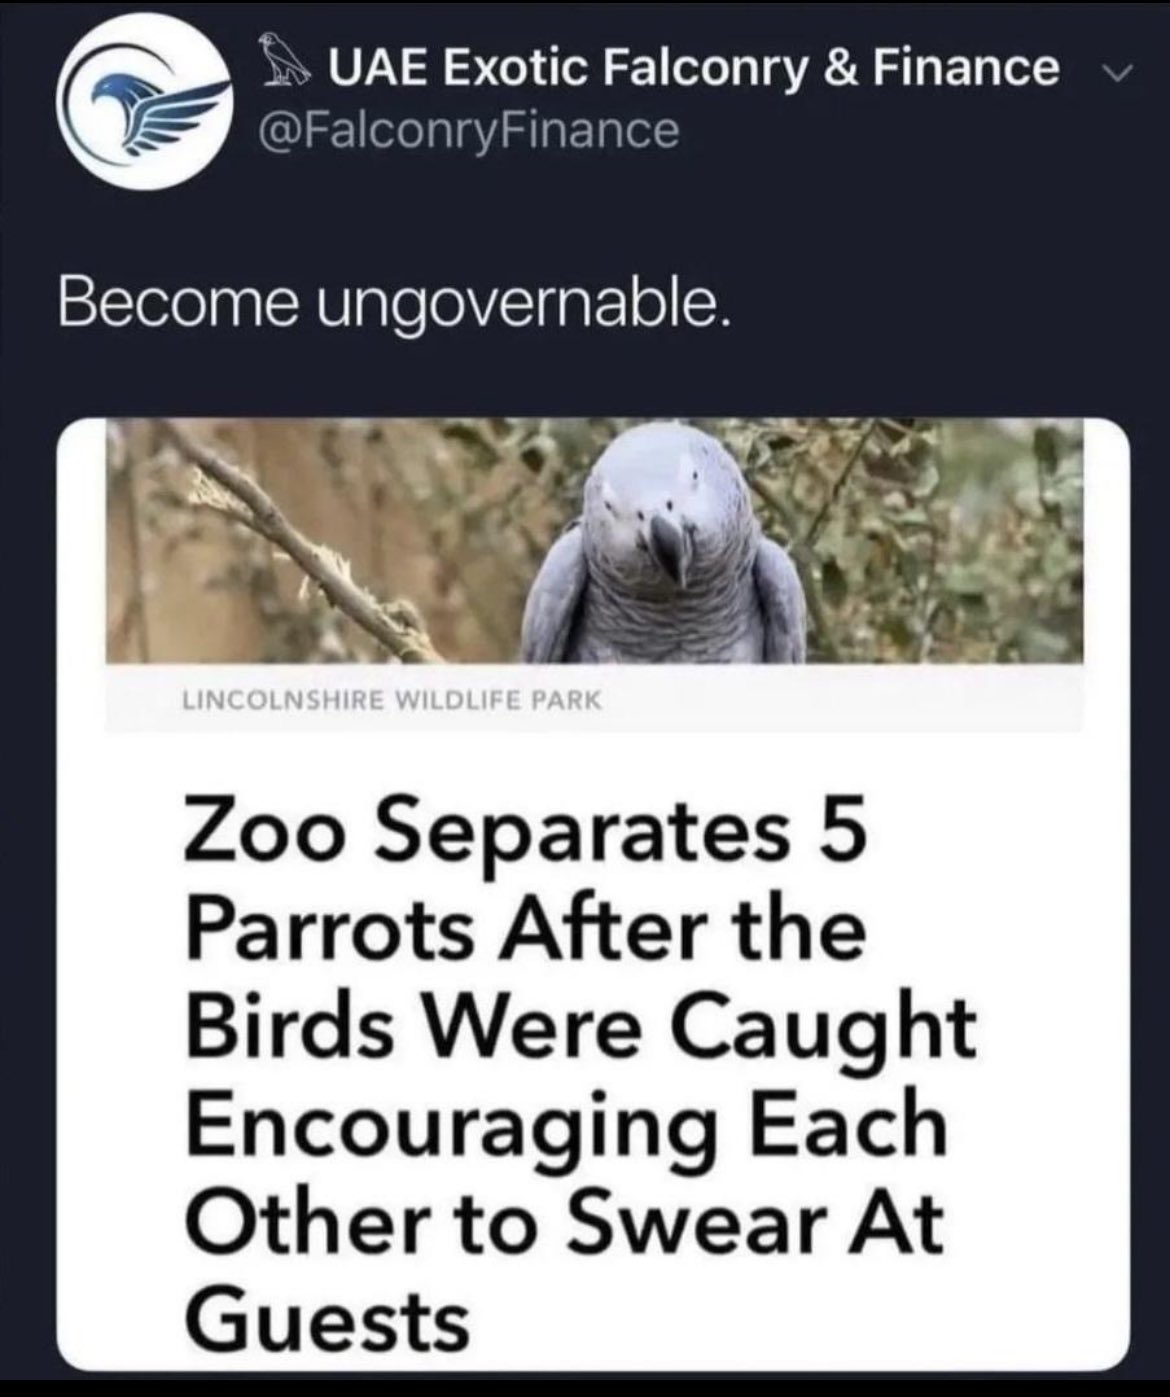 UAE Exotic Falconry & Finance
@FalconryFinance
Become ungovernable.
LINCOLNSHIRE WILDLIFE PARK
Zoo Separates 5
Parrots After the
Birds Were Caught
Encouraging Each
Other to Swear At
Guests